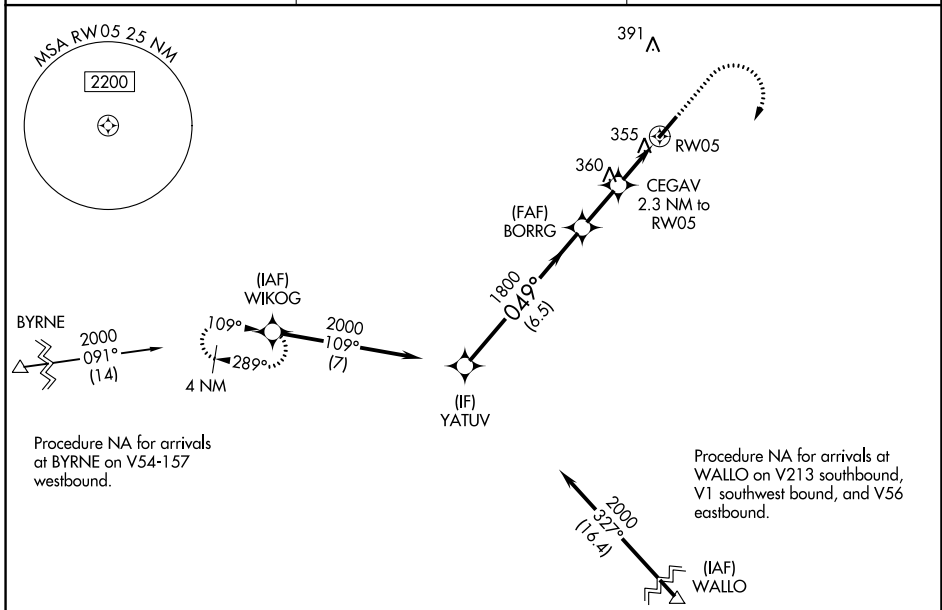 MSA RW05 25 NM
2200
391
355
RW05
360
CEGAV
2.3 NM to
RW05
(FAF)
BORRG
1800
049°
(6.5)
(IAF)
WIKOG
BYRNE
2000
091°
(14)
109°
289°
4 NM
2000
109°
(7)
(IF)
YATUV
Procedure NA for arrivals
at BYRNE on V54-157
westbound.
Procedure NA for arrivals at
WALLO on V213 southbound,
V1 southwest bound, and V56
eastbound.
2000
327°
(16.4)
(IAF)
WALLO